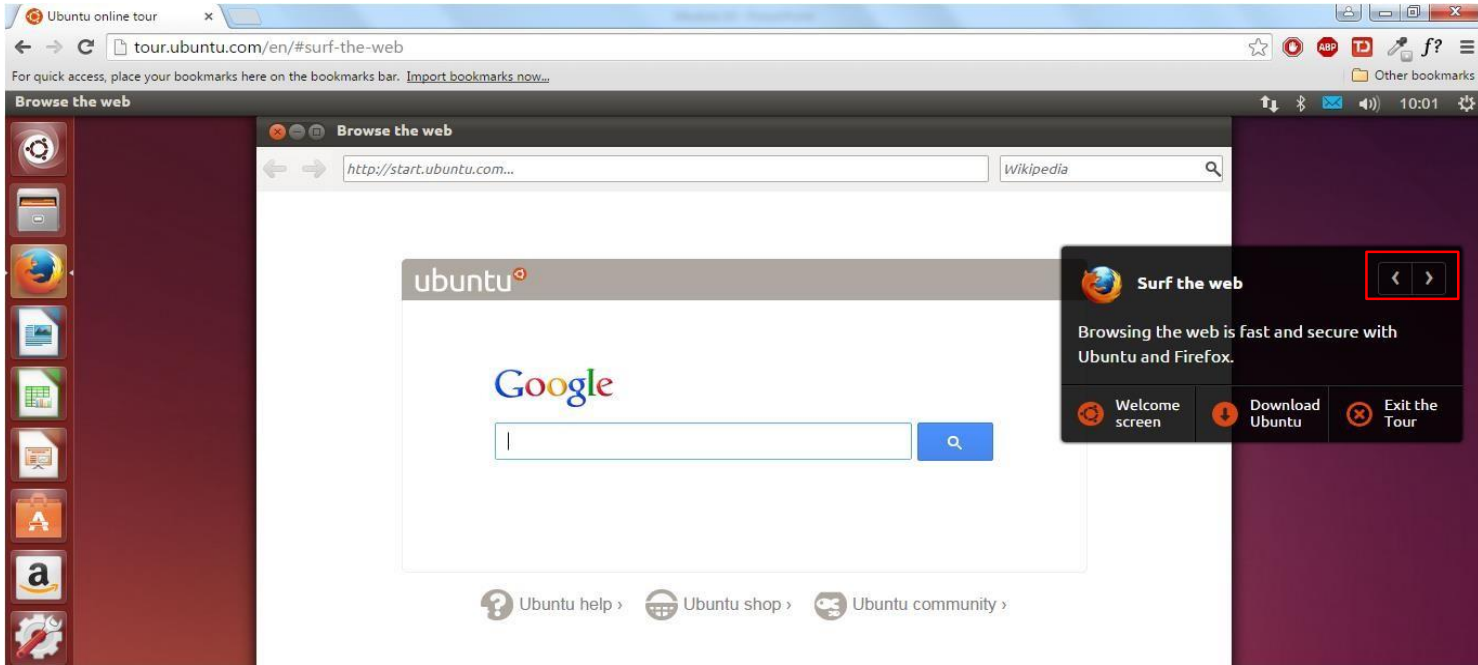 Ubuntu online tour
tour.ubuntu.com/en/#surf-the-web
ABP
TD
f?
For quick access, place your bookmarks here on the bookmarks bar. Import bookmarks now...
Other bookmarks
Browse the web
10:01
Browse the web
http://start.ubuntu.com...
Wikipedia
ubuntu
Surf the web
Browsing the web is fast and secure with
Ubuntu and Firefox.
Welcome
screen
Download
Ubuntu
Exit the
Tour
Google
A
a
Ubuntu help ›
Ubuntu shop ›
Ubuntu community ›